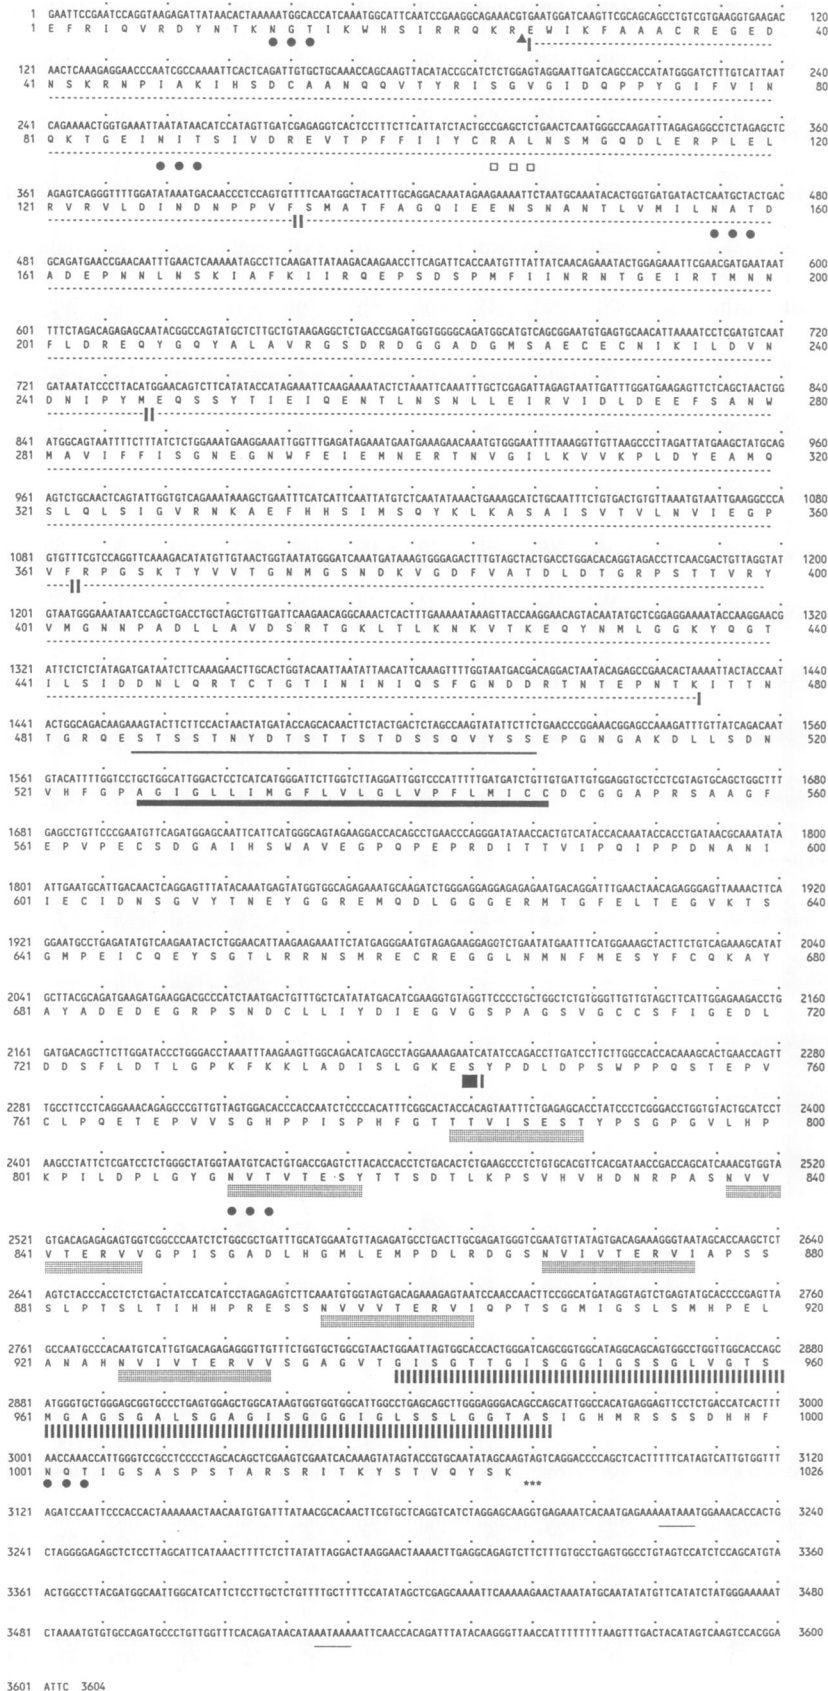 1 GAATTCCGAATCCAGGTAAGAGATTATAACACTAAAAATGGCACCATCAAATGGCATTCAATCCGAAGGCAGAAACGTGAATGGATCAAGTTCGCAGCAGCCTGTCGTGAAGGTGAAGAC 120
1 E F R I Q V R D Y N T K N G T I K W H S I R R Q K R E W I K F A A A C R E G E D 40
121 AACTCAAAGAGGAACCCAATCGCCAAAATTCACTCAGATTGTGCTGCAAACCAGCAAGTTACATACCGCATCTCTGGAGTAGGAATTGATCAGCCACCATATGGGATCTTTGTCATTAAT 240
41 N S K R N P I A K I H S D C A A N Q Q V T Y R I S G V G I D Q P P Y G I F V I N 80
241 CAGAAAACTGGTGAAATTAATATAACATCCATAGTTGATCGAGAGGTCACTCCTTTCTTCATTATCTACTGCCGAGCTCTGAACTCAATGGGCCAAGATTTAGAGAGGCCTCTAGAGCTC 360
81 Q K T G E I N I T S I V D R E V T P F F I I Y C R A L N S M G Q D L E R P L E L 120
361 AGAGTCAGGGTTTTGGATATAAATGACAACCCTCCAGTGTTTTCAATGGCTACATTTGCAGGACAAATAGAAGAAAATTCTAATGCAAATACACTGGTGATGATACTCAATGCTACTGAC 480
121 R V R V L D I N D N P P V F S M A T F A G Q I E E N S N A N T L V M I L N A T D 160
481 GCAGATGAACCGAACAATTTGAACTCAAAAATAGCCTTCAAGATTATAAGACAAGAACCTTCAGATTCACCAATGTTTATTATCAACAGAAATACTGGAGAAATTCGAACGATGAATAAT 600
161 A D E P N N L N S K I A F K I I R Q E P S D S P M F I I N R N T G E I R T M N N 200
601 TTTCTAGACAGAGAGCAATACGGCCAGTATGCTCTTGCTGTAAGAGGCTCTGACCGAGATGGTGGGGCAGATGGCATGTCAGCGGAATGTGAGTGCAACATTAAAATCCTCGATGTCAAT 720
201 F L D R E Q Y G Q Y A L A V R G S D R D G G A D G M S A E C E C N I K I L D V N 240
721 GATAATATCCCTTACATGGAACAGTCTTCATATACCATAGAAATTCAAGAAAATACTCTAAATTCAAATTTGCTCGAGATTAGAGTAATTGATTTGGATGAAGAGTTCTCAGCTAACTGG 840
241 D N I P Y M E Q S S Y T I E I Q E N T L N S N L L E I R V I D L D E E F S A N W 280
841 ATGGCAGTAATTTTCTTTATCTCTGGAAATGAAGGAAATTGGTTTGAGATAGAAATGAATGAAAGAACAAATGTGGGAATTTTAAAGGTTGTTAAGCCCTTAGATTATGAAGCTATGCAG 960
281 M A V I F F I S G N E G N W F E I E M N E R T N V G I L K V V K P L D Y E A M Q 320
961 AGTCTGCAACTCAGTATTGGTGTCAGAAATAAAGCTGAATTTCATCATTCAATTATGTCTCAATATAAACTGAAAGCATCTGCAATTTCTGTGACTGTGTTAAATGTAATTGAAGGCCCA 1080
321 S L Q L S I G V R N K A E F H H S I M S Q Y K L K A S A I S V T V L N V I E G P 360
1081 GTGTTTCGTCCAGGTTCAAAGACATATGTTGTAACTGGTAATATGGGATCAAATGATAAAGTGGGAGACTTTGTAGCTACTGACCTGGACACAGGTAGACCTTCAACGACTGTTAGGTAT 1200
361 V F R P G S K T Y V V T G N M G S N D K V G D F V A T D L D T G R P S T T V R Y 400
1201 GTAATGGGAAATAATCCAGCTGACCTGCTAGCTGTTGATTCAAGAACAGGCAAACTCACTTTGAAAAATAAAGTTACCAAGGAACAGTACAATATGCTCGGAGGAAAATACCAAGGAACG 1320
401 V M G N N P A D L L A V D S R T G K L T L K N K V T K E Q Y N M L G G K Y Q G T 440
1321 ATTCTCTCTATAGATGATAATCTTCAAAGAACTTGCACTGGTACAATTAATATTAACATTCAAAGTTTTGGTAATGACGACAGGACTAATACAGAGCCGAACACTAAAATTACTACCAAT 1440
441 I L S I D D N L Q R T C T G T I N I N I Q S F G N D D R T N T E P N T K I T T N 480
1441 ACTGGCAGACAAGAAAGTACTTCTTCCACTAACTATGATACCAGCACAACTTCTACTGACTCTAGCCAAGTATATTCTTCTGAACCCGGAAACGGAGCCAAAGATTTGTTATCAGACAAT 1560
481 T G R Q E S T S S T N Y D T S T T S T D S S Q V Y S S E P G N G A K D L L S D N 520
1561 GTACATTTTGGTCCTGCTGGCATTGGACTCCTCATCATGGGATTCTTGGTCTTAGGATTGGTCCCATTTTTGATGATCTGTTGTGATTGTGGAGGTGCTCCTCGTAGTGCAGCTGGCTTT 1680
521 V H F G P A G I G L L I M G F L V L G L V P F L M I C C D C G G A P R S A A G F 560
1681 GAGCCTGTTCCCGAATGTTCAGATGGAGCAATTCATTCATGGGCAGTAGAAGGACCACAGCCTGAACCCAGGGATATAACCACTGTCATACCACAAATACCACCTGATAACGCAAATATA 1800
561 E P V P E C S D G A I H S W A V E G P Q P E P R D I T T V I P Q I P P D N A N I 600
1801 ATTGAATGCATTGACAACTCAGGAGTTTATACAAATGAGTATGGTGGCAGAGAAATGCAAGATCTGGGAGGAGGAGAGAGAATGACAGGATTTGAACTAACAGAGGGAGTTAAAACTTCA 1920
601 I E C I D N S G V Y T N E Y G G R E M Q D L G G G E R M T G F E L T E G V K T S 640
1921 GGAATGCCTGAGATATGTCAAGAATACTCTGGAACATTAAGAAGAAATTCTATGAGGGAATGTAGAGAAGGAGGTCTGAATATGAATTTCATGGAAAGCTACTTCTGTCAGAAAGCATAT 2040
641 G M P E I C Q E Y S G T L R R N S M R E C R E G G L N M N F M E S Y F C Q K A Y 680
2041 GCTTACGCAGATGAAGATGAAGGACGCCCATCTAATGACTGTTTGCTCATATATGACATCGAAGGTGTAGGTTCCCCTGCTGGCTCTGTGGGTTGTTGTAGCTTCATTGGAGAAGACCTG 2160
681 A Y A D E D E G R P S N D C L L I Y D I E G V G S P A G S V G C C S F I G E D L 720
2161 GATGACAGCTTCTTGGATACCCTGGGACCTAAATTTAAGAAGTTGGCAGACATCAGCCTAGGAAAAGAATCATATCCAGACCTTGATCCTTCTTGGCCACCACAAAGCACTGAACCAGTT 2280
721 D D S F L D T L G P K F K K L A D I S L G K E S Y P D L D P S W P P Q S T E P V 760
2281 TGCCTTCCTCAGGAAACAGAGCCCGTTGTTAGTGGACACCCACCAATCTCCCCACATTTCGGCACTACCACAGTAATTTCTGAGAGCACCTATCCCTCGGGACCTGGTGTACTGCATCCT 2400
761 C L P Q E T E P V V S G H P P I S P H F G T T T V I S E S T Y P S G P G V L H P 800
2401 AAGCCTATTCTCGATCCTCTGGGCTATGGTAATGTCACTGTGACCGAGTCTTACACCACCTCTGACACTCTGAAGCCCTCTGTGCACGTTCACGATAACCGACCAGCATCAAACGTGGTA 2520
801 K P I L D P L G Y G N V T V T E S Y T T S D T L K P S V H V H D N R P A S N V V 840
2521 GTGACAGAGAGAGTGGTCGGCCCAATCTCTGGCGCTGATTTGCATGGAATGTTAGAGATGCCTGACTTGCGAGATGGGTCGAATGTTATAGTGACAGAAAGGGTAATAGCACCAAGCTCT 2640
841 V T E R V V G P I S G A D L H G M L E M P D L R D G S N V I V T E R V I A P S S 880
2641 AGTCTACCCACCTCTCTGACTATCCATCATCCTAGAGAGTCTTCAAATGTGGTAGTGACAGAAAGAGTAATCCAACCAACTTCCGGCATGATAGGTAGTCTGAGTATGCACCCCGAGTTA 2760
881 S L P T S L T I H H P R E S S N V V V T E R V I Q P T S G M I G S L S M H P E L 920
2761 GCCAATGCCCACAATGTCATTGTGACAGAGAGGGTTGTTTCTGGTGCTGGCGTAACTGGAATTAGTGGCACCACTGGGATCAGCGGTGGCATAGGCAGCAGTGGCCTGGTTGGCACCAGC 2880
921 A N A H N V I V T E R V V S G A G V T G I S G T T G I S G G I G S S G L V G T S 960
2881 ATGGGTGCTGGGAGCGGTGCCCTGAGTGGAGCTGGCATAAGTGGTGGTGGCATTGGCCTGAGCAGCTTGGGAGGGACAGCCAGCATTGGCCACATGAGGAGTTCCTCTGACCATCACTTT 3000
961 M G A G S G A L S G A G I S G G G I G L S S L G G T A S I G H M R S S S D H H F 1000
3001 AACCAAACCATTGGGTCCGCCTCCCCTAGCACAGCTCGAAGTCGAATCACAAAGTATAGTACCGTGCAATATAGCAAGTAGTCAGGACCCCAGCTCACTTTTTCATAGTCATTGTGGTTT 3120
1001 N Q T I G S A S P S T A R S R I T K Y S T V Q Y S K 1026
***
3121 AGATCCAATTCCCACCACTAAAAAACTAACAATGTGATTTATAACGCACAACTTCGTGCTCAGGTCATCTAGGAGCAAGGTGAGAAATCACAATGAGAAAAATAAATGGAAACACCACTG 3240
3241 CTAGGGGAGAGCTCTCCTTAGCATTCATAAACTTTTCTCTTATATTAGGACTAAGGAACTAAAACTTGAGGCAGAGTCTTCTTTGTGCCTGAGTGGCCTGTAGTCCATCTCCAGCATGTA 3360
3361 ACTGGCCTTACGATGGCAATTGGCATCATTCTCCTTGCTCTGTTTTGCTTTTCCATATAGCTCGAGCAAAATTCAAAAAGAACTAAATATGCAATATATGTTCATATCTATGGGAAAAAT 3480
3481 CTAAAATGTGTGCCAGATGCCCTGTTGGTTTCACAGATAACATAAATAAAAATTCAACCACAGATTTATACAAGGGTTAACCATTTTTTTTAAGTTTGACTACATAGTCAAGTCCACGGA 3600
3601 ATTC 3604